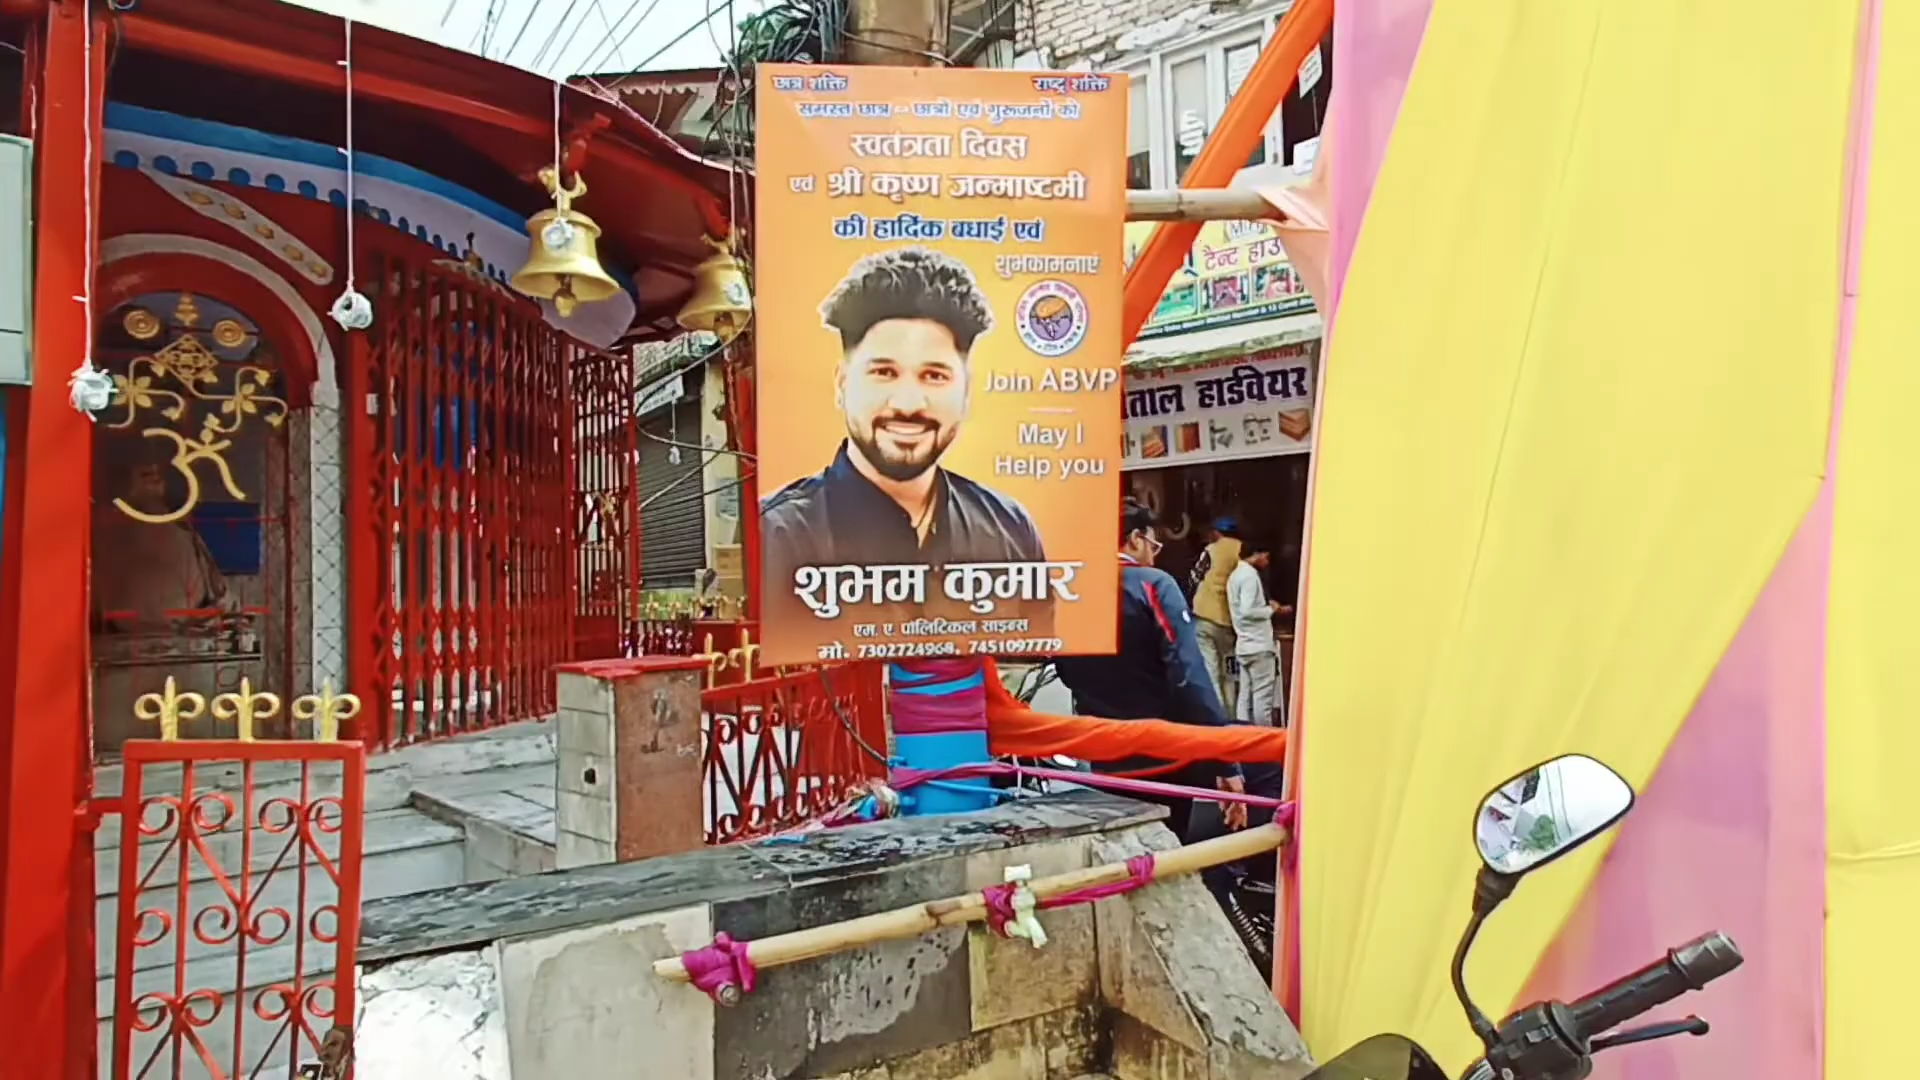 छात्र शक्ति
राष्ट्र शक्ति
समस्त छात्र - छात्रों एवं गुरूजनों को
स्वतंत्रता दिवस
एवं श्री कृष्ण जन्माष्टमी
की हार्दिक बधाई एवं
शुभकामनाएं
Join ABVP
May I
Help you
शुभम कुमार
एम. ए. पॉलिटिकल साइन्स
मो. 7302724968, 7451097779
टैन्ट हाउ
ताल हार्डवेयर
ॐ